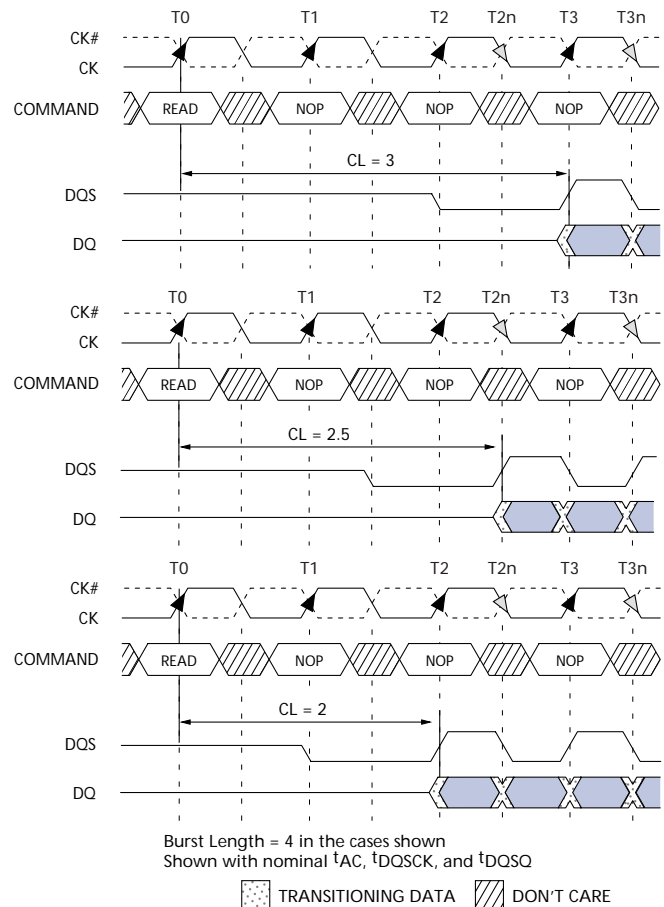 T0 T1 T2 T2n T3 T3n
CK#
CK
COMMAND READ NOP NOP NOP
CL = 3
DQS
DQ
T0 T1 T2 T2n T3 T3n
CK#
CK
COMMAND READ NOP NOP NOP
CL = 2.5
DQS
DQ
T0 T1 T2 T2n T3 T3n
CK#
CK
COMMAND READ NOP NOP NOP
CL = 2
DQS
DQ
Burst Length = 4 in the cases shown
Shown with nominal tAC, tDQSCK, and tDQSQ
TRANSITIONING DATA DON'T CARE